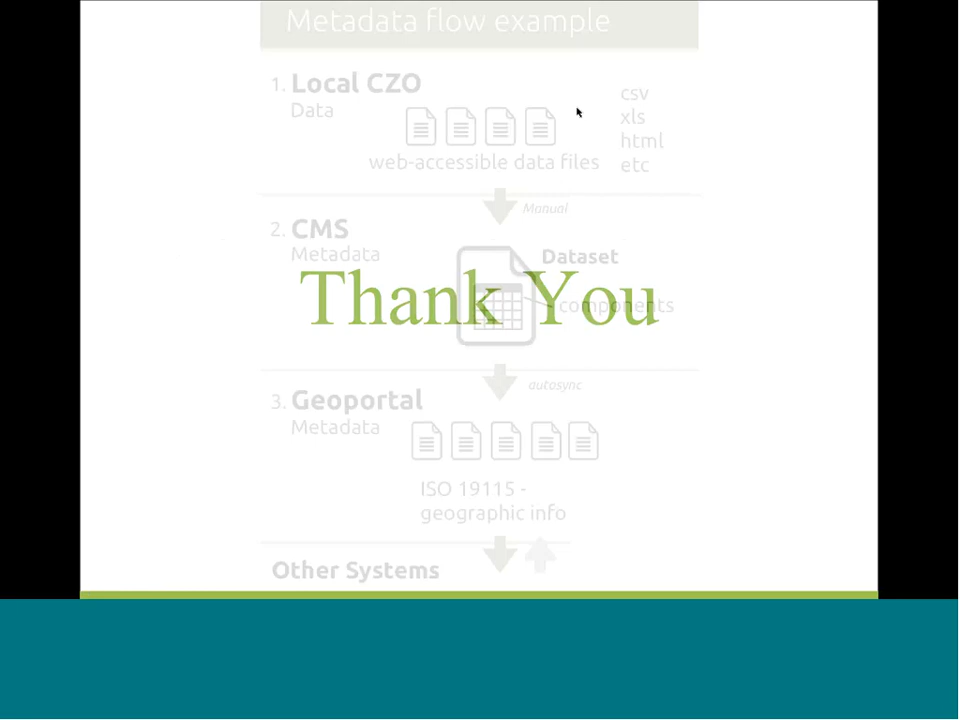 Metadata flow example
1. Local CZO
Data
csv
xls
html
etc
web-accessible data files
Manual
2. CMS
Metadata
Dataset
Thank You
components
autosync
3. Geoportal
Metadata
ISO 19115 -
geographic info
Other Systems